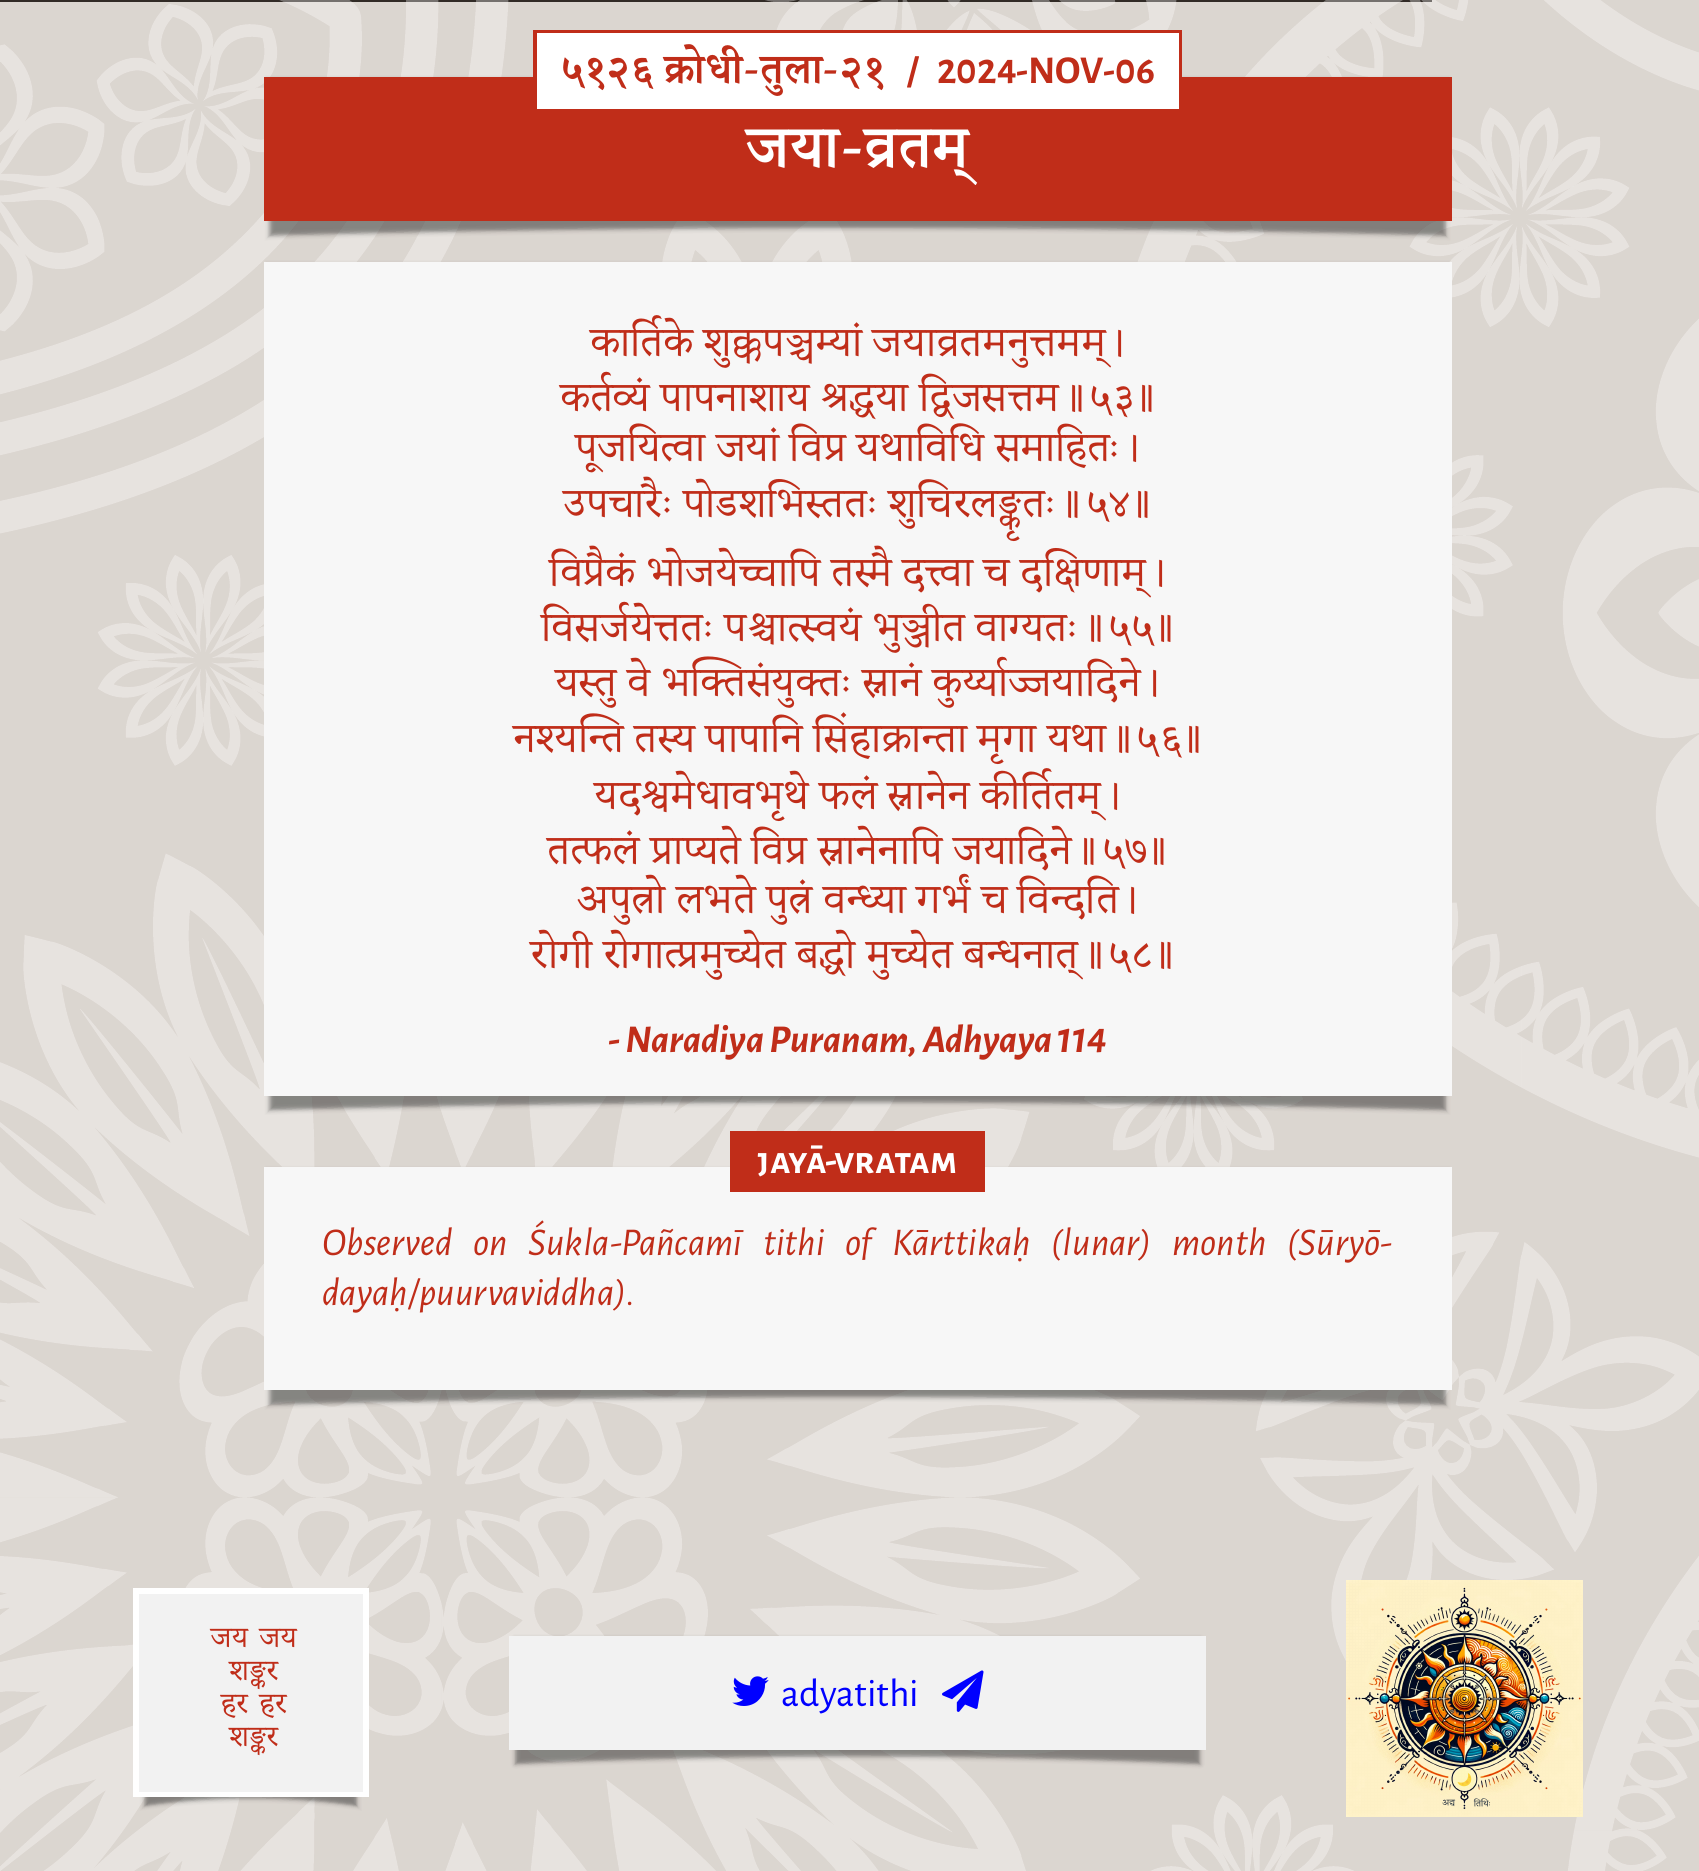 ५१२६ क्रोधी-तुला-२१ / 2024-NOV-06
जया-व्रतम्
कार्तिके शुक्लपञ्चम्यां जयाव्रतमनुत्तमम्।
कर्तव्यं पापनाशाय श्रद्धया द्विजसत्तम॥५३॥
पूजयित्वा जयां विप्र यथाविधि समाहितः।
उपचारैः पोडशभिस्ततः शुचिरलङ्कृतः॥५४॥
विप्रैकं भोजयेच्चापि तस्मै दत्त्वा च दक्षिणाम्।
विसर्जयेत्ततः पश्चात्स्वयं भुञ्जीत वाग्यतः॥५५॥
यस्तु वे भक्तिसंयुक्तः स्नानं कुर्य्याज्जयादिने।
नश्यन्ति तस्य पापानि सिंहाक्रान्ता मृगा यथा॥५६॥
यदश्वमेधावभृथे फलं स्नानेन कीर्तितम्।
तत्फलं प्राप्यते विप्र स्नानेनापि जयादिने॥५७॥
अपुत्रो लभते पुत्रं वन्ध्या गर्भं च विन्दति।
रोगी रोगात्प्रमुच्येत बद्धो मुच्येत बन्धनात्॥५८॥
- Naradiya Puranam, Adhyaya 114
JAYĀ-VRATAM
Observed on Śukla-Pañcamī tithi of Kārttikaḥ (lunar) month (Sūryō-
dayaḥ/puurvaviddha).
जय जय
शङ्कर
हर हर
शङ्कर
adyatithi
अद्य तिथिः